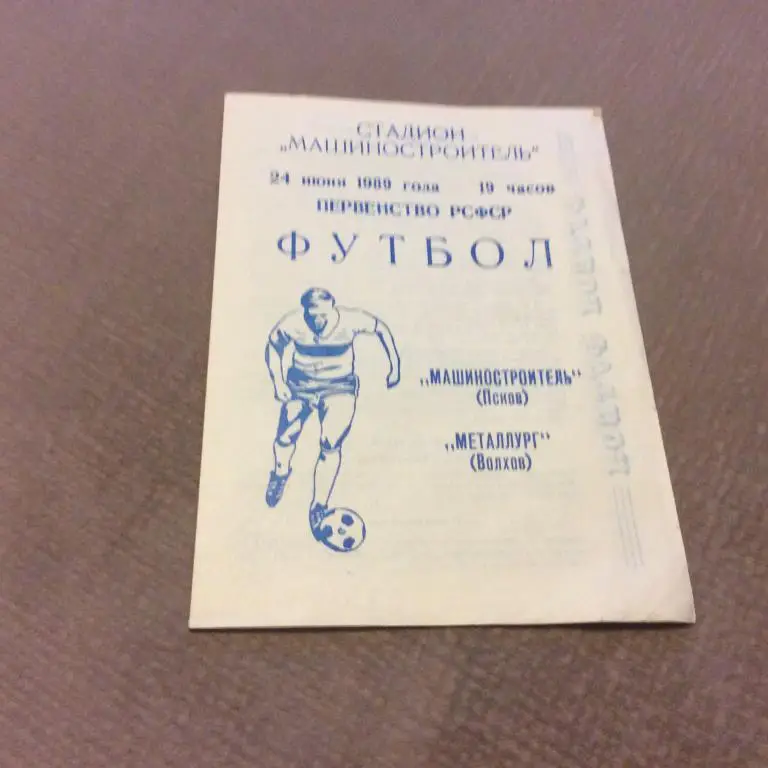 СТАДИОН
„МАШИНОСТРОИТЕЛЬ"
24 июня 1989 года 19 часов
ПЕРВЕНСТВО РСФСР
ФУТБОЛ
„МАШИНОСТРОИТЕЛЬ"
(Псков)
„МЕТАЛЛУРГ"
(Волхов)